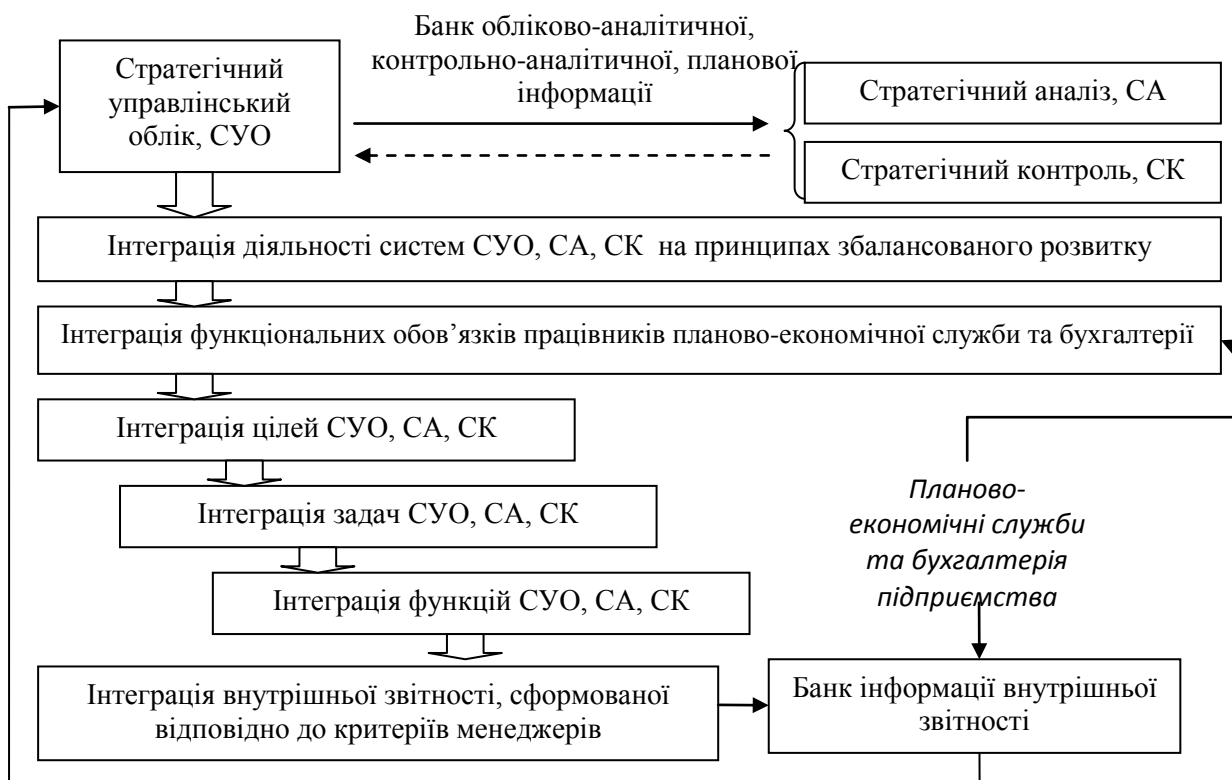 Банк обліково-аналітичної,
контрольно-аналітичної, планової
інформації
Стратегічний
управлінський
облік, СУО
Стратегічний аналіз, СА
Стратегічний контроль, СК
Інтеграція діяльності систем СУО, СА, СК на принципах збалансованого розвитку
Інтеграція функціональних обов’язків працівників планово-економічної служби та бухгалтерії
Інтеграція цілей СУО, СА, СК
Інтеграція задач СУО, СА, СК
Інтеграція функцій СУО, СА, СК
Планово-
економічні служби
та бухгалтерія
підприємства
Інтеграція внутрішньої звітності, сформованої
відповідно до критеріїв менеджерів
Банк інформації внутрішньої
звітності